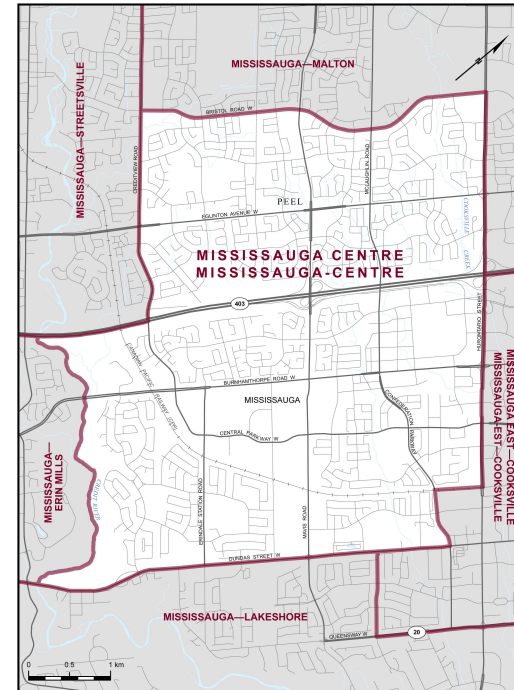 MISSISSAUGA—MALTON
N
BRISTOL ROAD W
MISSISSAUGA—STREETSVILLE
CREDITVIEW ROAD
MCLAUGHLIN ROAD
PEEL
COOKSVILLE CREEK
EGLINTON AVENUE W
MISSISSAUGA CENTRE
MISSISSAUGA-CENTRE
403
HURONTARIO STREET
CANADIAN PACIFIC RAILWAY (CPR)
BURNHAMTHORPE ROAD W
MISSISSAUGA
CONFEDERATION PARKWAY
CENTRAL PARKWAY W
MISSISSAUGA EAST—COOKSVILLE
MISSISSAUGA-EST—COOKSVILLE
MISSISSAUGA—
ERIN MILLS
CREDIT RIVER
ERINDALE STATION ROAD
MAVIS ROAD
DUNDAS STREET W
MISSISSAUGA—LAKESHORE
QUEENSWAY W
20
0 0.5 1 km